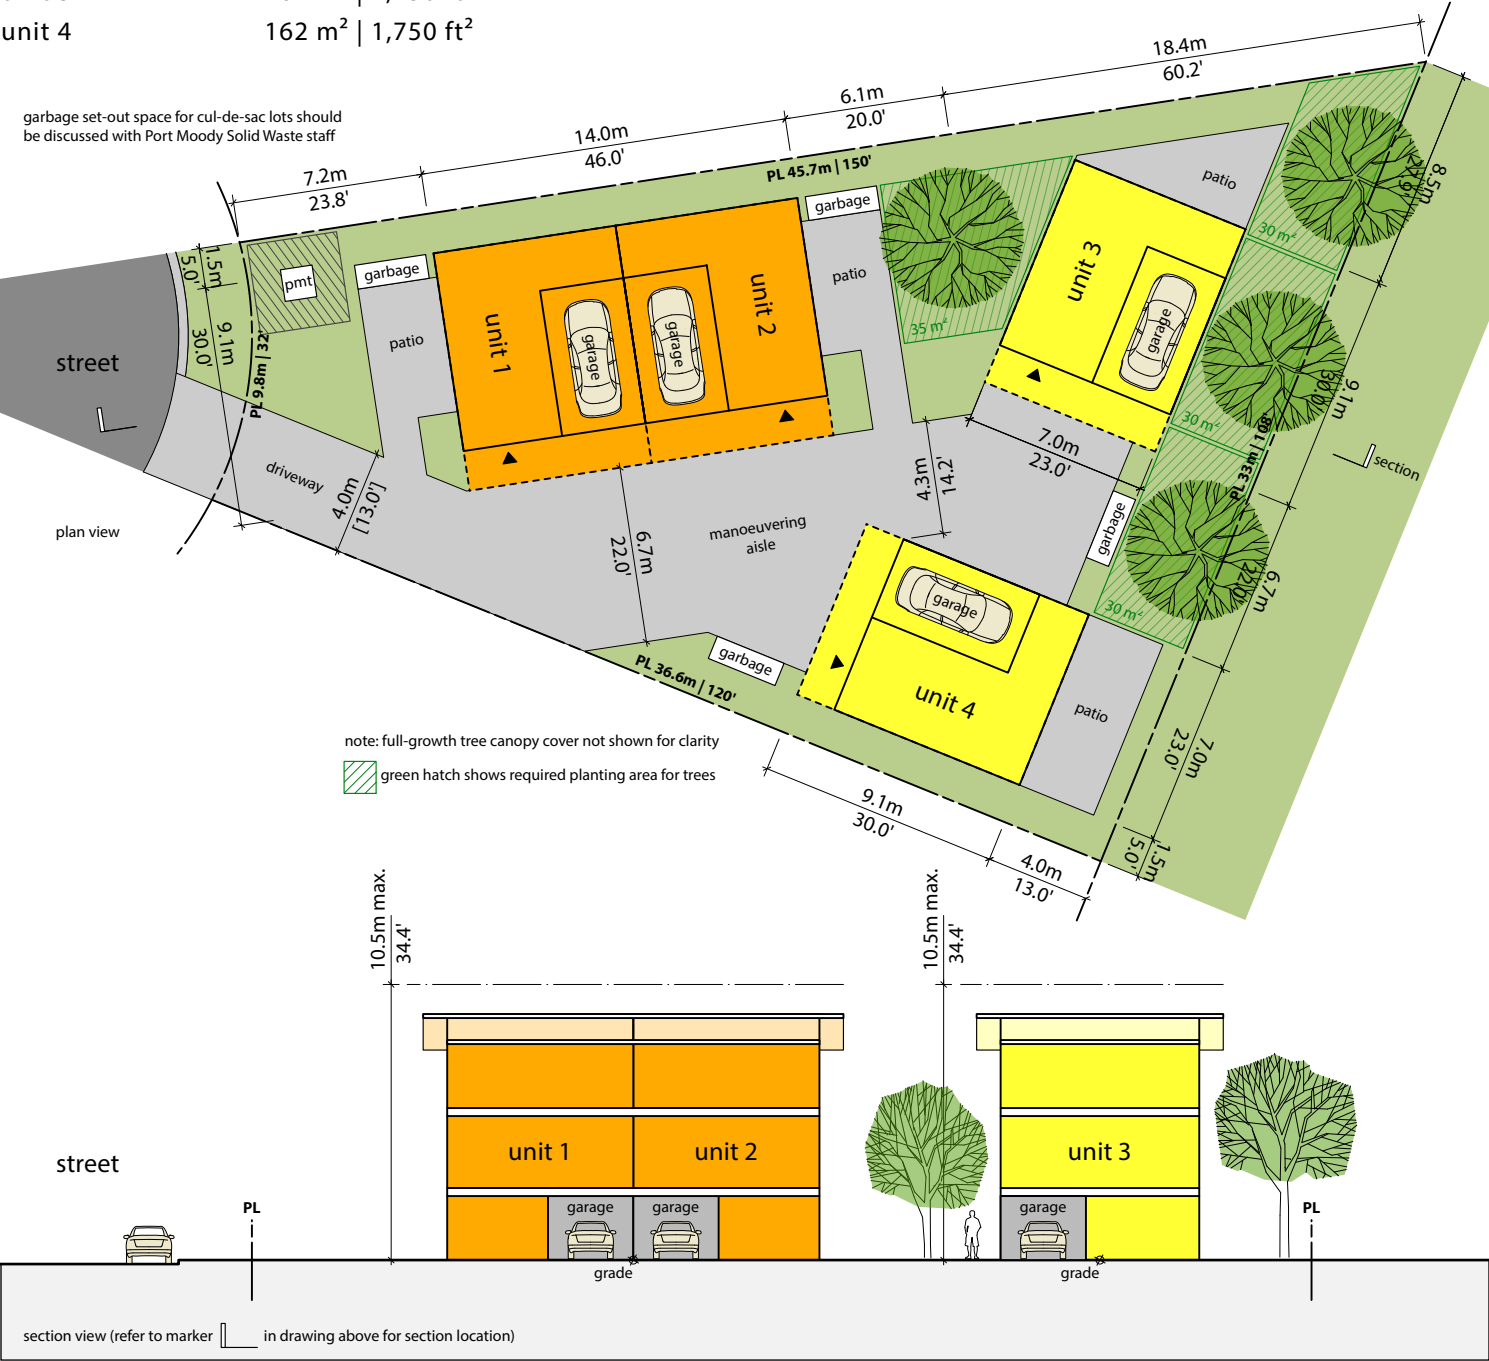 unit 4 162 m² | 1,750 ft²
garbage set-out space for cul-de-sac lots should
be discussed with Port Moody Solid Waste staff
7.2m
23.8'
14.0m
46.0'
6.1m
20.0'
18.4m
60.2'
PL 45.7m | 150'
1.5m
5.0'
9.1m
30.0'
PL 9.8m | 32'
pmt
garbage
patio
unit 1
garage
garage
unit 2
garbage
patio
35 m²
unit 3
garage
patio
30 m²
30 m²
30 m²
8.5m
27.9'
9.1m
30.0'
PL 33m | 108'
section
6.7m
22.0'
7.0m
23.0'
1.5m
5.0'
street
driveway
4.0m
[13.0']
plan view
6.7m
22.0'
manoeuvering
aisle
4.3m
14.2'
7.0m
23.0'
garbage
garage
unit 4
patio
garbage
PL 36.6m | 120'
9.1m
30.0'
4.0m
13.0'
note: full-growth tree canopy cover not shown for clarity
green hatch shows required planting area for trees
10.5m max.
34.4'
10.5m max.
34.4'
street
PL
unit 1
unit 2
unit 3
garage
garage
garage
PL
grade
grade
section view (refer to marker in drawing above for section location)